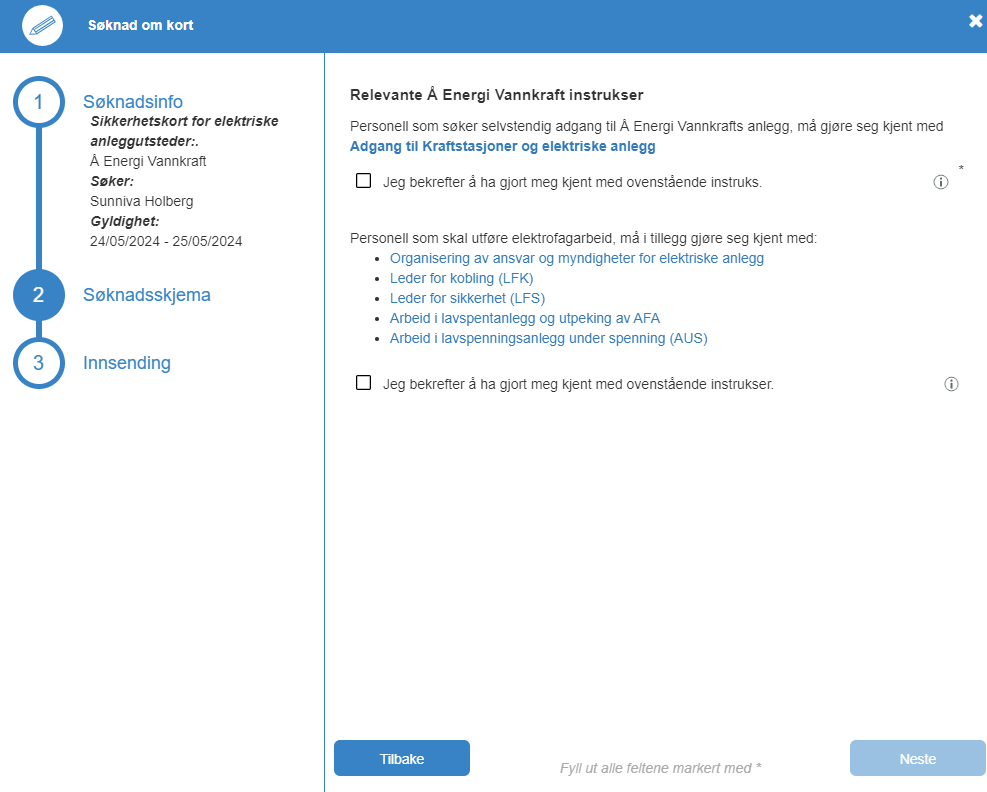 Søknad om kort
1
Søknadsinfo
Sikkerhetskort for elektriske
anleggutsteder:.
Å Energi Vannkraft
Søker:
Sunniva Holberg
Gyldighet:
24/05/2024 - 25/05/2024
2
Søknadsskjema
3
Innsending
Relevante Å Energi Vannkraft instrukser
Personell som søker selvstendig adgang til Å Energi Vannkrafts anlegg, må gjøre seg kjent med
Adgang til Kraftstasjoner og elektriske anlegg
Jeg bekrefter å ha gjort meg kjent med ovenstående instruks. *
Personell som skal utføre elektrofagarbeid, må i tillegg gjøre seg kjent med:
• Organisering av ansvar og myndigheter for elektriske anlegg
• Leder for kobling (LFK)
• Leder for sikkerhet (LFS)
• Arbeid i lavspentanlegg og utpeking av AFA
• Arbeid i lavspenningsanlegg under spenning (AUS)
Jeg bekrefter å ha gjort meg kjent med ovenstående instrukser.
Tilbake
Fyll ut alle feltene markert med *
Neste